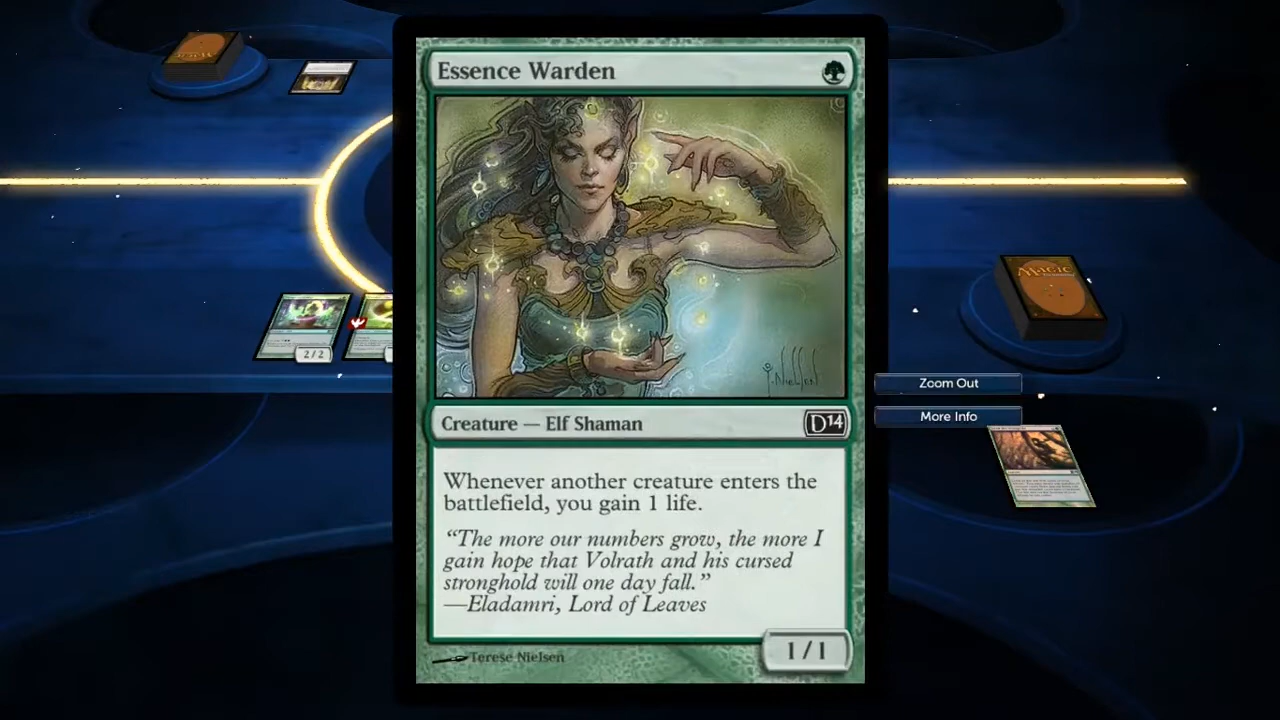 Essence Warden
Creature — Elf Shaman
D14
Whenever another creature enters the
battlefield, you gain 1 life.
“The more our numbers grow, the more I
gain hope that Volrath and his cursed
stronghold will one day fall.”
—Eladamri, Lord of Leaves
1/1
Terese Nielsen
2/2
MAGIC
Zoom Out
More Info